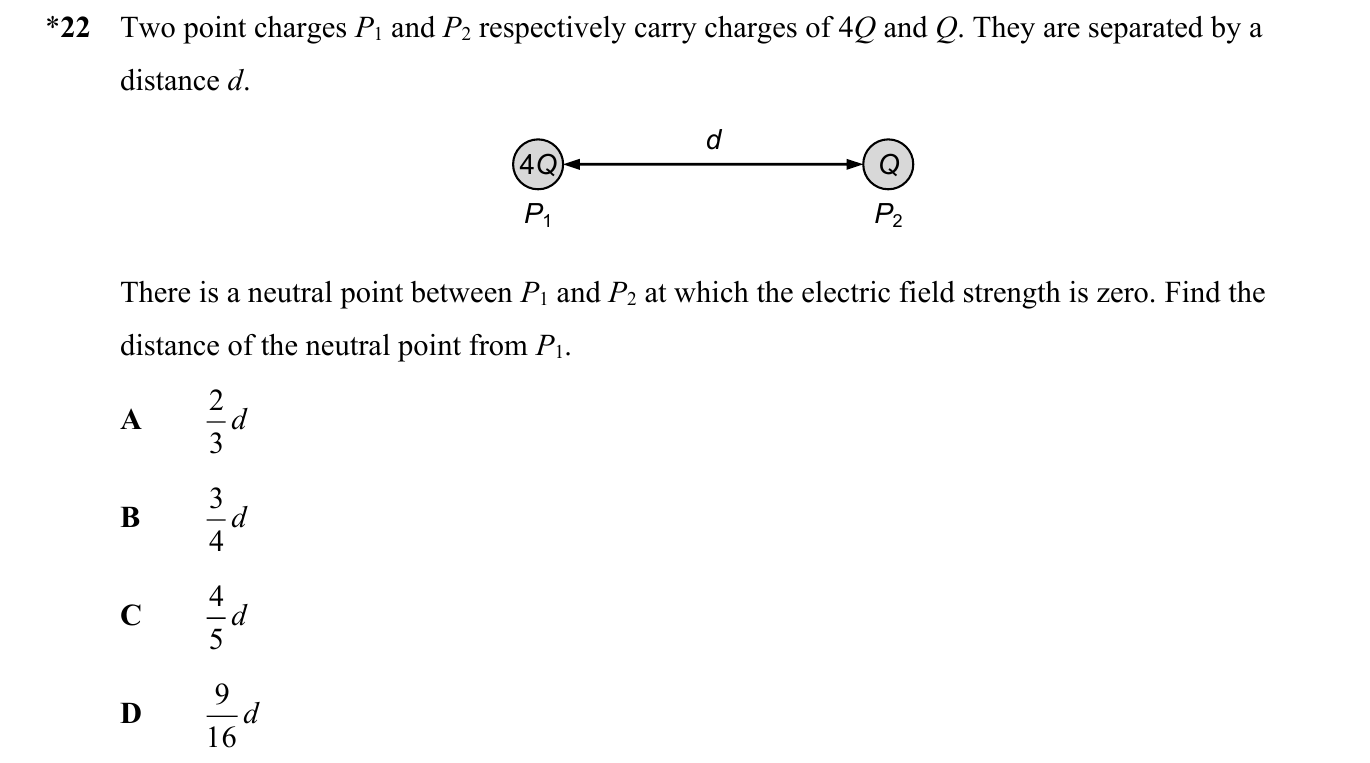 *22 Two point charges P₁ and P₂ respectively carry charges of 4Q and Q. They are separated by a
distance d.
d
4Q Q
P₁ P₂
There is a neutral point between P₁ and P₂ at which the electric field strength is zero. Find the
distance of the neutral point from P₁.
A 2/3 d
B 3/4 d
C 4/5 d
D 9/16 d